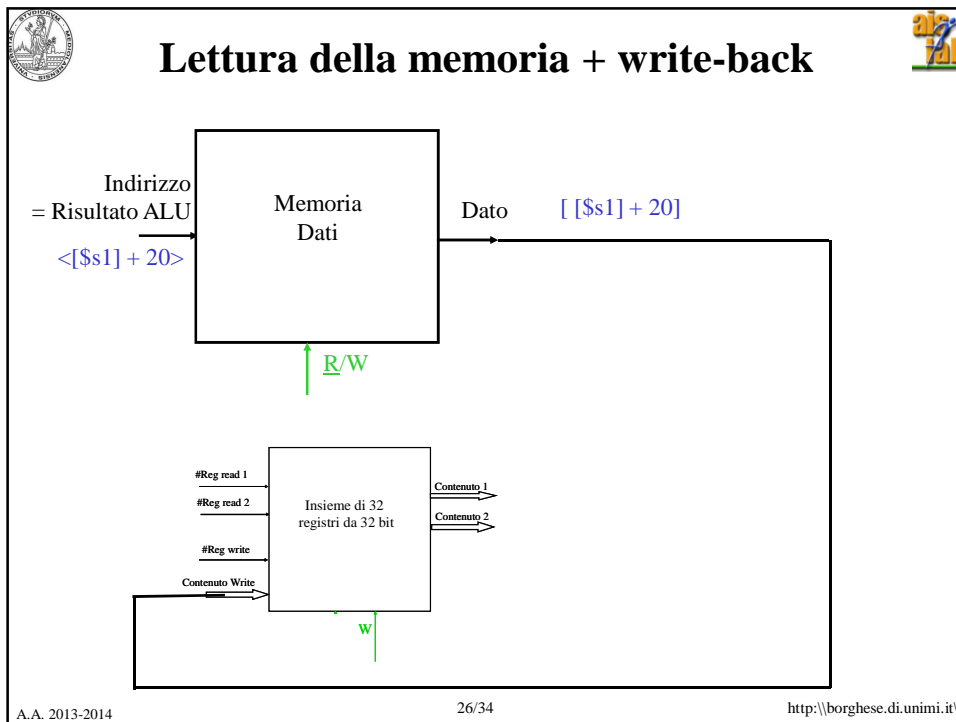 Lettura della memoria + write-back
Indirizzo
= Risultato ALU
<[$s1] + 20>
Memoria
Dati
Dato
[ [$s1] + 20]
R/W
#Reg read 1
#Reg read 2
#Reg write
Contenuto Write
Insieme di 32
registri da 32 bit
Contenuto 1
Contenuto 2
W
A.A. 2013-2014
26/34
http:\\borghese.di.unimi.it\